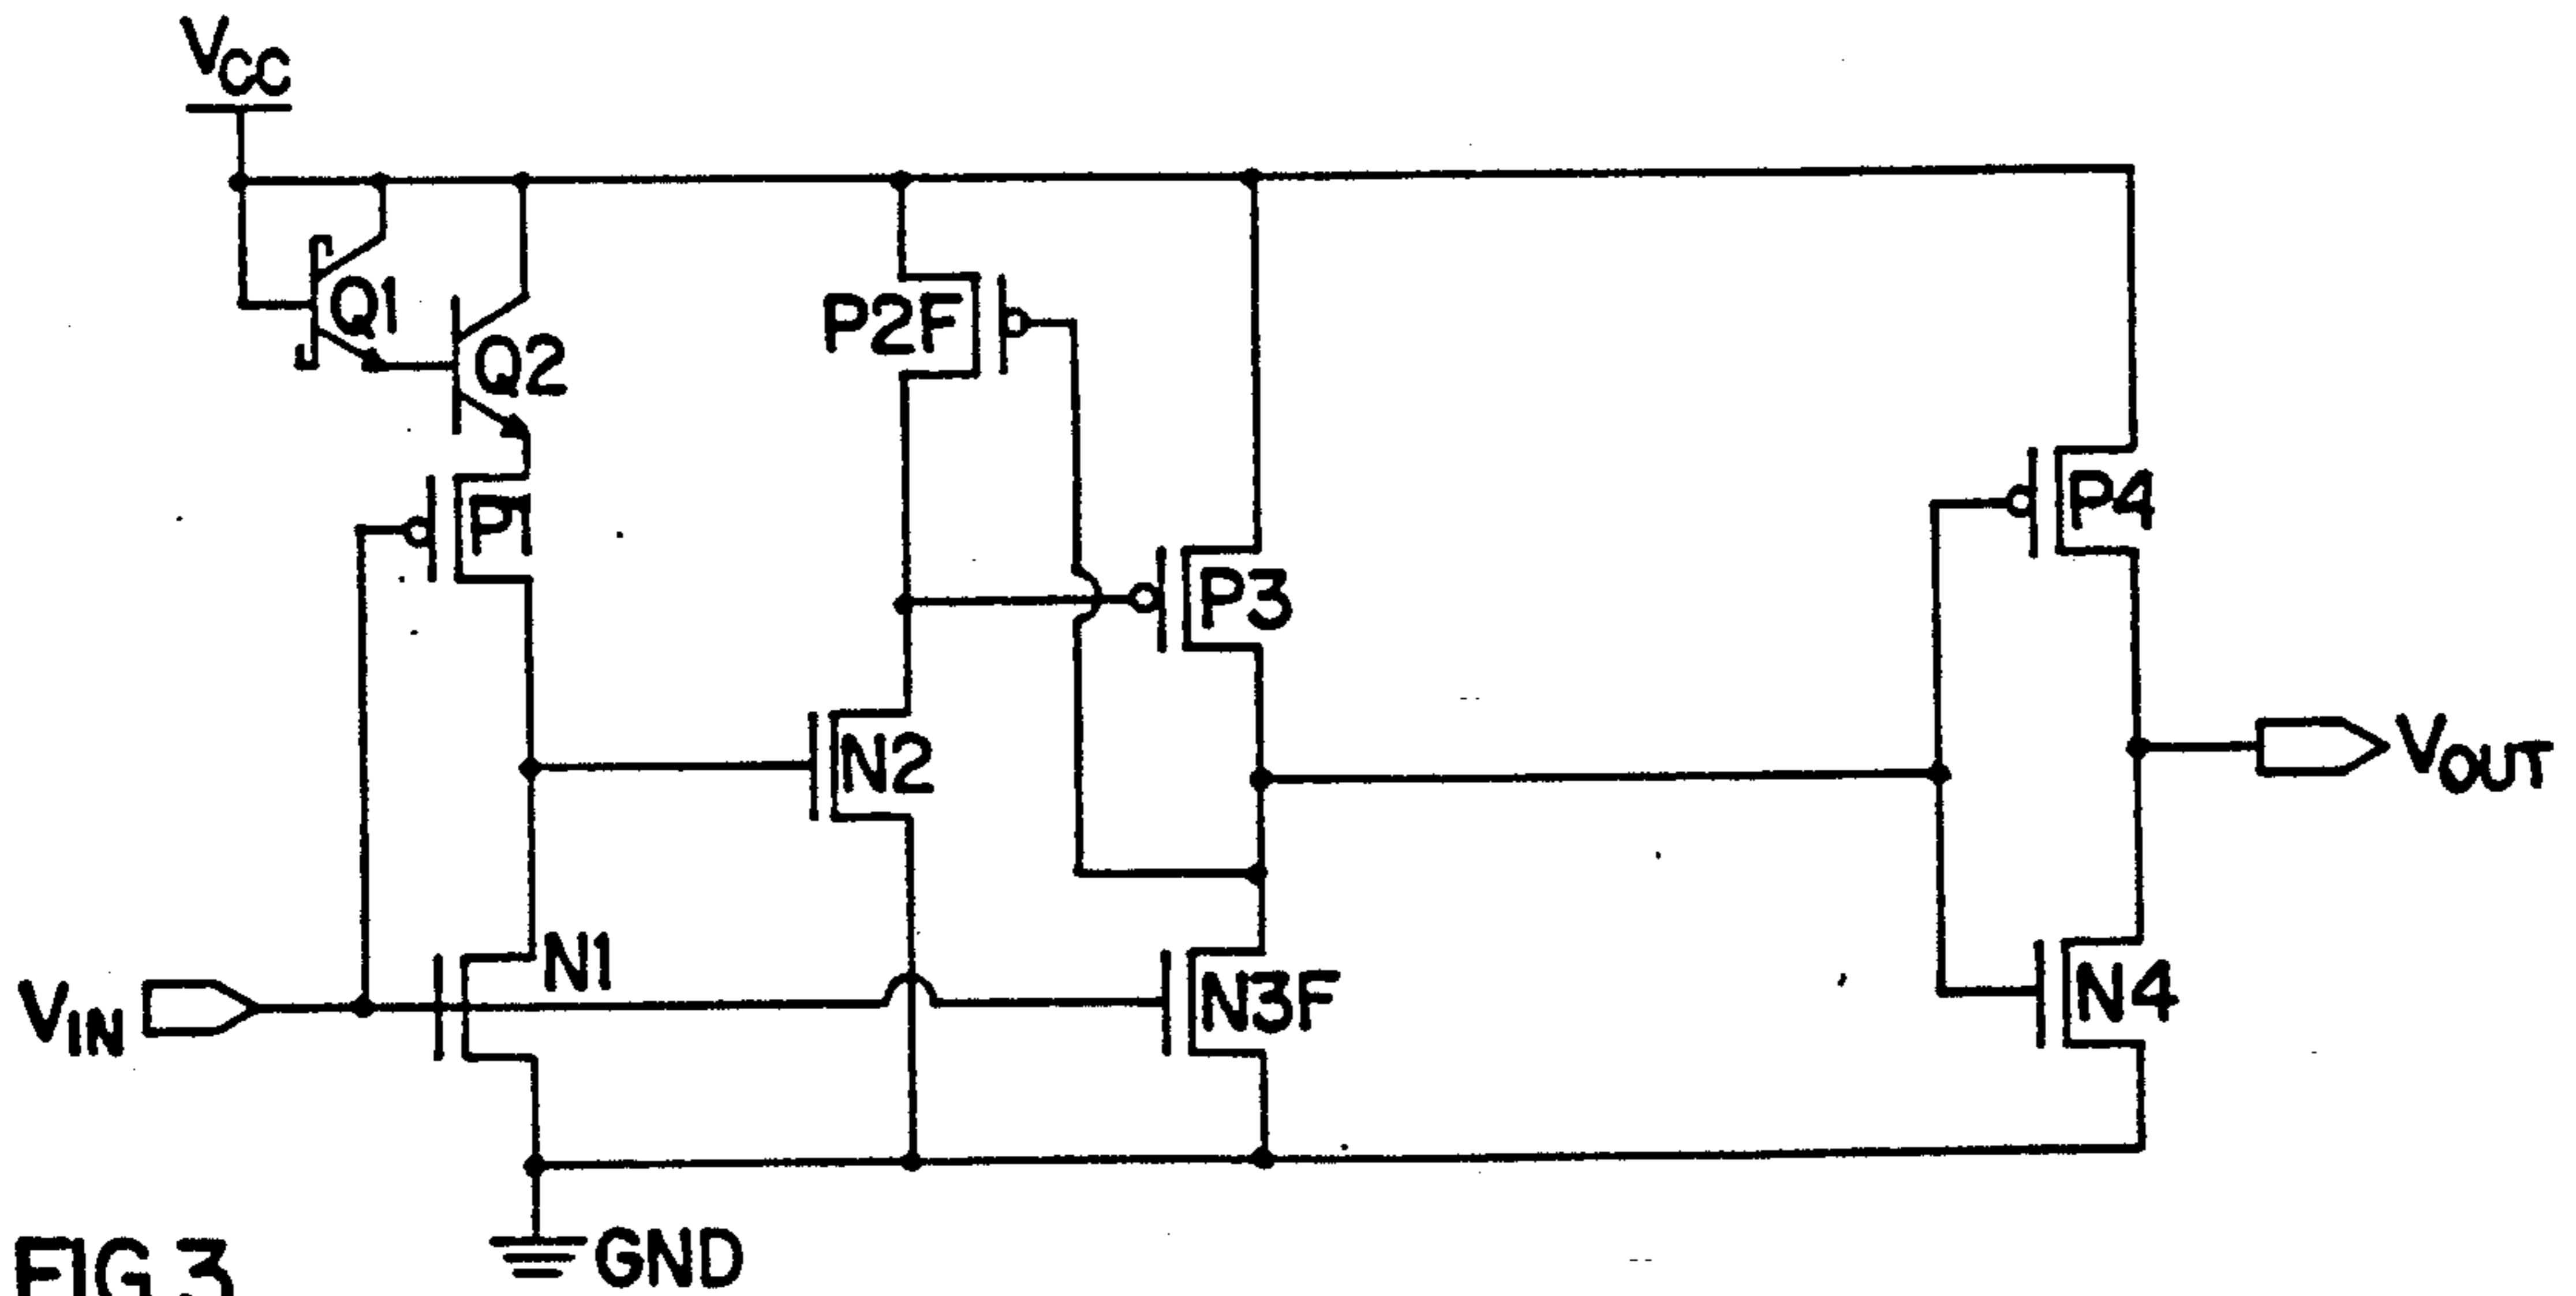 VCC
Q1
Q2
P2F
P1
P4
P3
N2
VOUT
N1
VIN
N3F
N4
GND
FIG.3